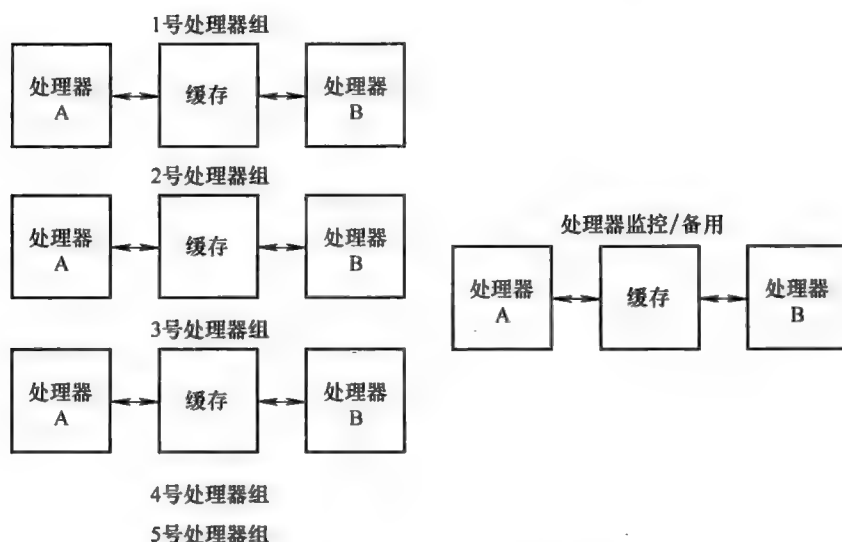 1号处理器组
处理器
A
缓存
处理器
B
2号处理器组
处理器
A
缓存
处理器
B
3号处理器组
处理器
A
缓存
处理器
B
4号处理器组
5号处理器组
处理器监控/备用
处理器
A
缓存
处理器
B